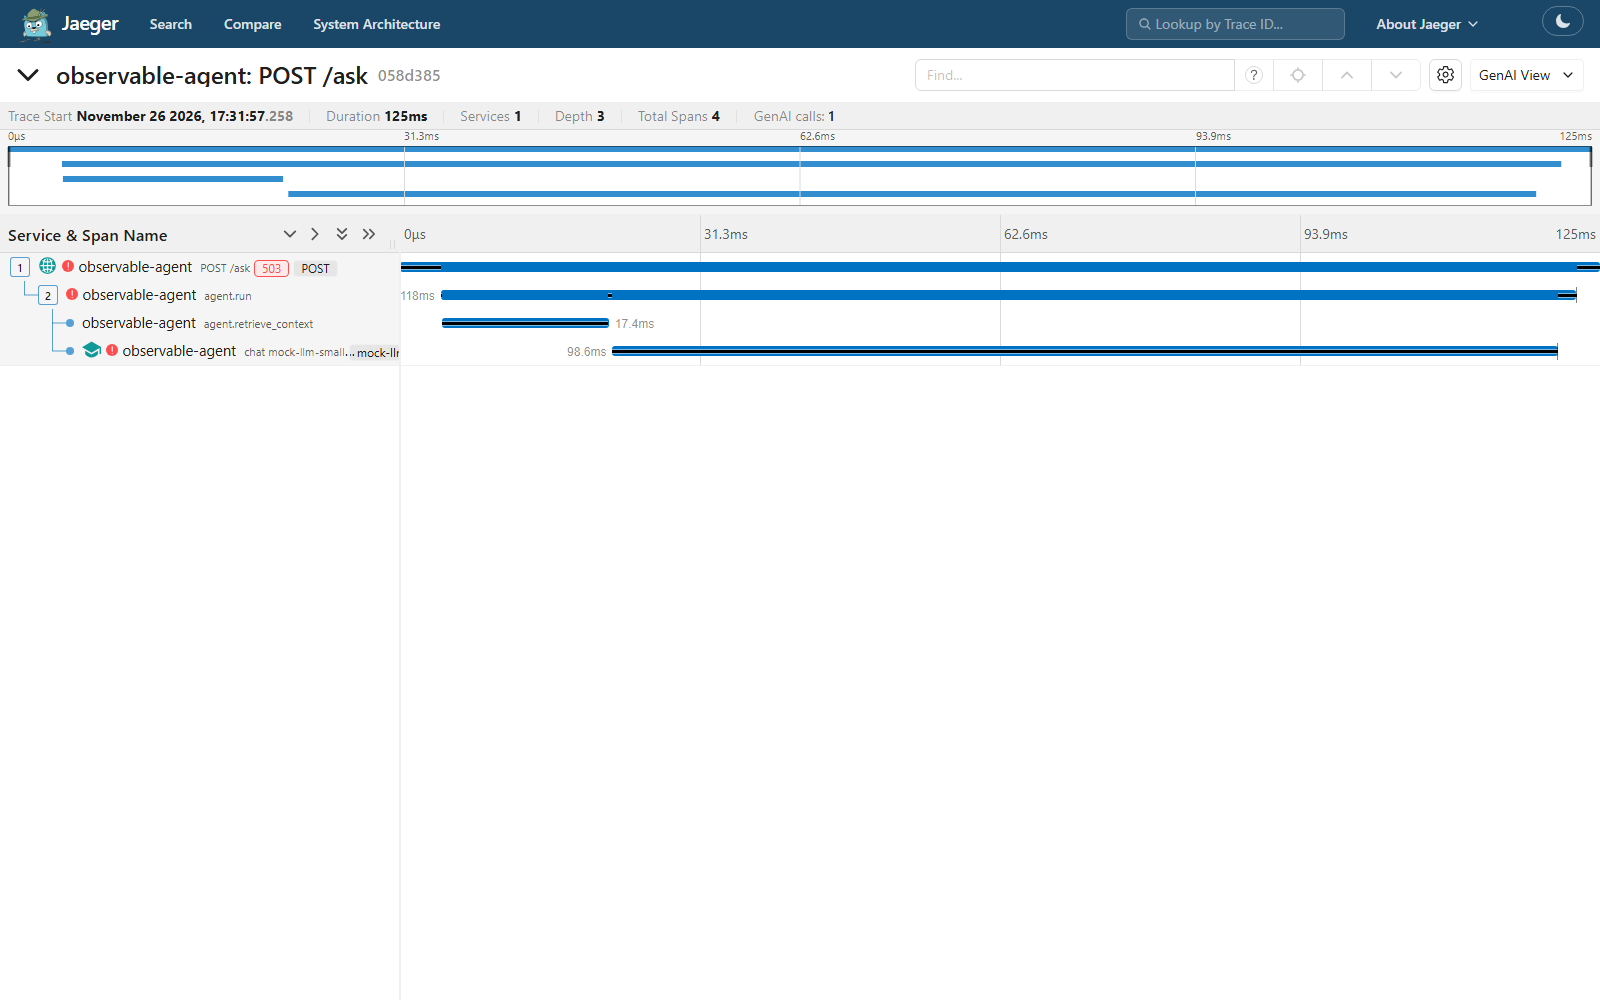 Jaeger Search Compare System Architecture Lookup by Trace ID... About Jaeger
observable-agent: POST /ask 058d385 Find... ? GenAI View
Trace Start November 26 2026, 17:31:57.258 Duration 125ms Services 1 Depth 3 Total Spans 4 GenAI calls: 1
0μs 31.3ms 62.6ms 93.9ms 125ms
Service & Span Name 0μs 31.3ms 62.6ms 93.9ms 125ms
1 observable-agent POST /ask 503 POST
2 observable-agent agent.run 118ms
observable-agent agent.retrieve_context 17.4ms
observable-agent chat mock-llm-small... mock-llm 98.6ms